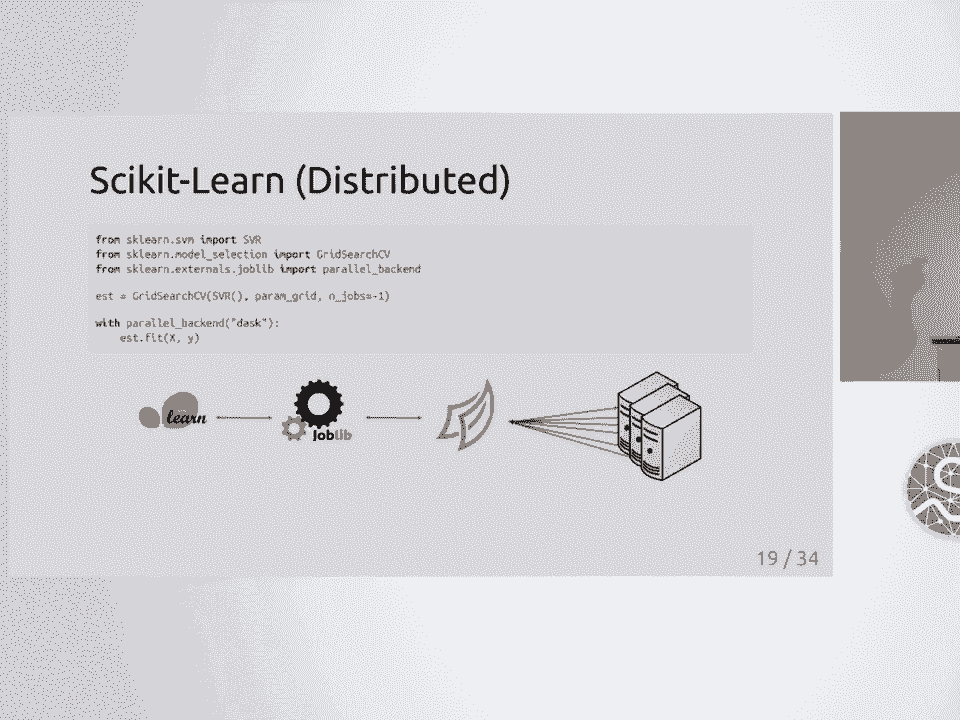 Scikit-Learn (Distributed)
from sklearn.svm import SVR
from sklearn.model_selection import GridSearchCV
from sklearn.externals.joblib import parallel_backend
est = GridSearchCV(SVR(), param_grid, n_jobs=-1)
with parallel_backend("dask"):
est.fit(X, y)
learn
joblib
19 / 34